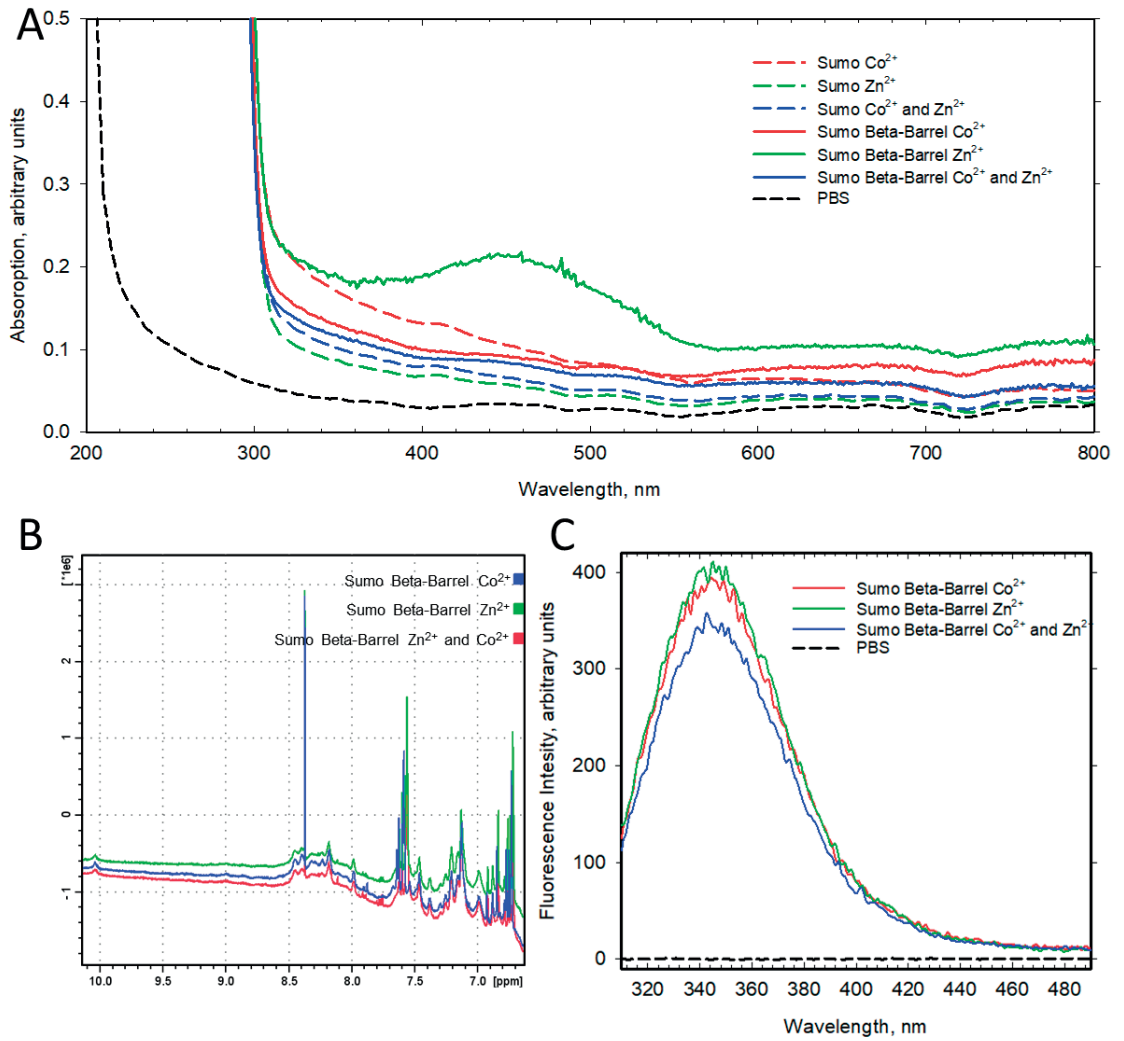 A
0.5
0.4
0.3
0.2
0.1
0.0
Absoroption, arbitrary units
Sumo Co²⁺
Sumo Zn²⁺
Sumo Co²⁺ and Zn²⁺
Sumo Beta-Barrel Co²⁺
Sumo Beta-Barrel Zn²⁺
Sumo Beta-Barrel Co²⁺ and Zn²⁺
PBS
200 300 400 500 600 700 800
Wavelength, nm
B
[*1e6]
2
1
0
-1
Sumo Beta-Barrel Co²⁺
Sumo Beta-Barrel Zn²⁺
Sumo Beta-Barrel Zn²⁺ and Co²⁺
10.0 9.5 9.0 8.5 8.0 7.5 7.0 [ppm]
C
400
300
200
100
0
Fluorescence Intesity, arbitrary units
Sumo Beta-Barrel Co²⁺
Sumo Beta-Barrel Zn²⁺
Sumo Beta-Barrel Co²⁺ and Zn²
PBS
320 340 360 380 400 420 440 460 480
Wavelength, nm